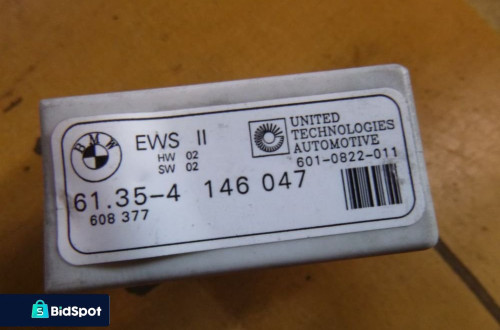 BMW
EWS II
HW 02
SW 02
UNITED
TECHNOLOGIES
AUTOMOTIVE
601-0822-011
61.35-4 146 047
608 377
S
BidSpot